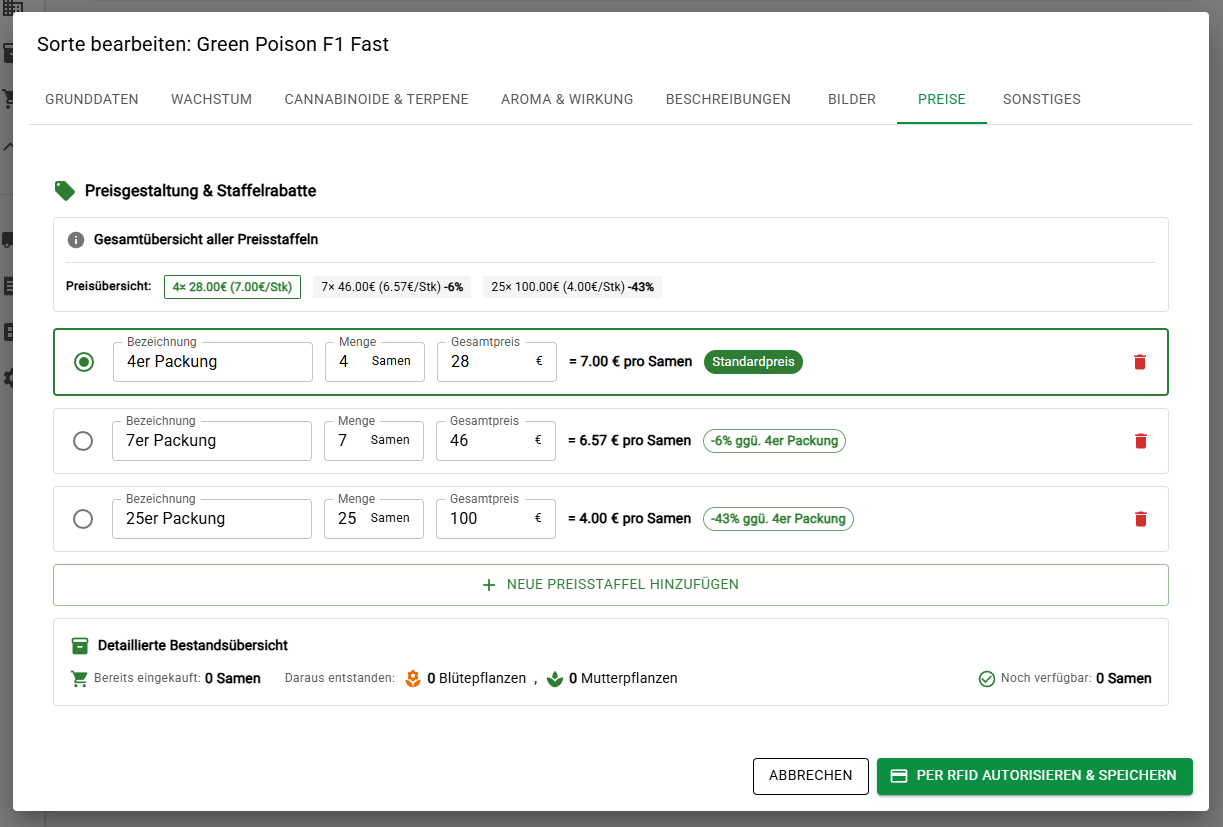 Sorte bearbeiten: Green Poison F1 Fast
GRUNDDATEN WACHSTUM CANNABINOIDE & TERPENE AROMA & WIRKUNG BESCHREIBUNGEN BILDER PREISE SONSTIGES
Preisgestaltung & Staffelrabatte
Gesamtübersicht aller Preisstaffeln
Preisübersicht: 4× 28.00€ (7.00€/Stk) 7× 46.00€ (6.57€/Stk) -6% 25× 100.00€ (4.00€/Stk) -43%
Bezeichnung Menge Gesamtpreis
4er Packung 4 Samen 28 € = 7.00 € pro Samen Standardpreis
Bezeichnung Menge Gesamtpreis
7er Packung 7 Samen 46 € = 6.57 € pro Samen -6% ggü. 4er Packung
Bezeichnung Menge Gesamtpreis
25er Packung 25 Samen 100 € = 4.00 € pro Samen -43% ggü. 4er Packung
+ NEUE PREISSTAFFEL HINZUFÜGEN
Detaillierte Bestandsübersicht
Bereits eingekauft: 0 Samen Daraus entstanden: 0 Blütepflanzen , 0 Mutterpflanzen Noch verfügbar: 0 Samen
ABBRECHEN PER RFID AUTORISIEREN & SPEICHERN